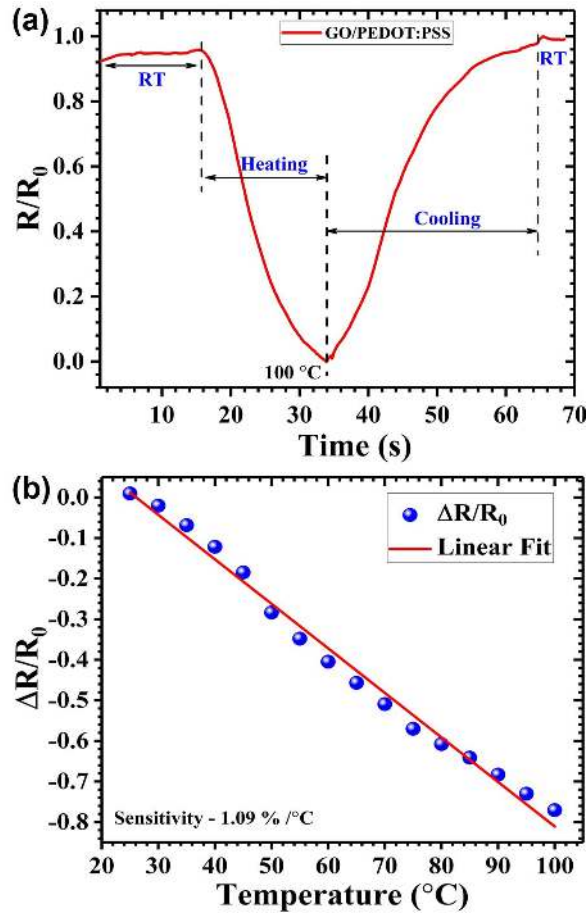 (a)
GO/PEDOT:PSS
R/R₀
1.0
0.8
0.6
0.4
0.2
0.0
RT
Heating
Cooling
RT
100 °C
10 20 30 40 50 60 70
Time (s)
(b)
ΔR/R₀
0.0
-0.1
-0.2
-0.3
-0.4
-0.5
-0.6
-0.7
-0.8
ΔR/R₀
Linear Fit
Sensitivity - 1.09 % /°C
20 30 40 50 60 70 80 90 100
Temperature (°C)